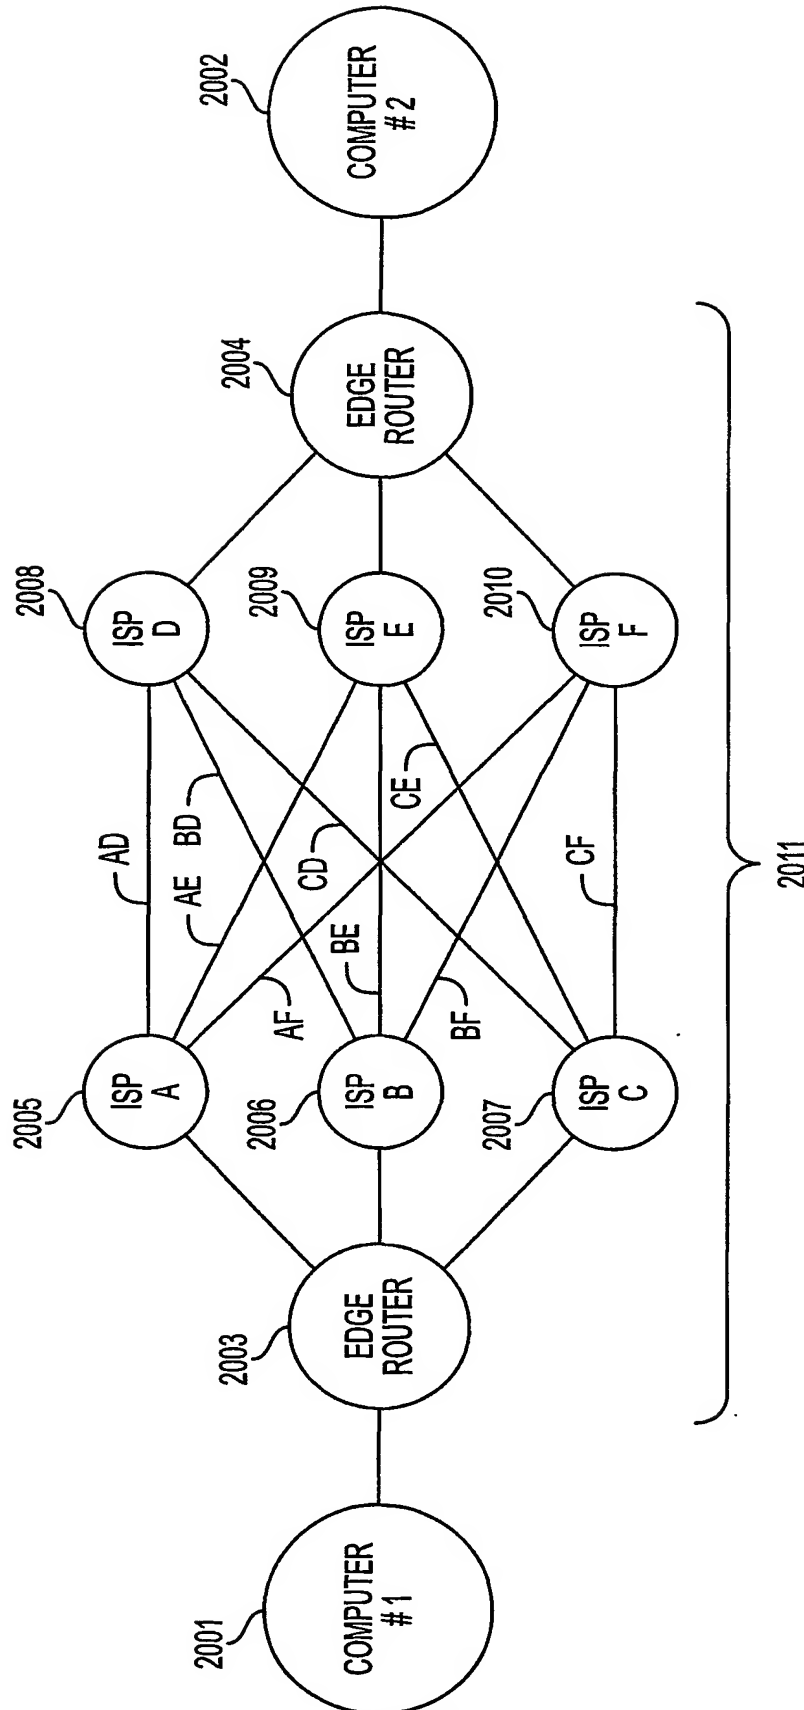 2001
COMPUTER
#1
2003
EDGE
ROUTER
2005
ISP
A
2006
ISP
B
2007
ISP
C
AD
AE
BD
AF
CD
BE
CE
BF
CF
2008
ISP
D
2009
ISP
E
2010
ISP
F
2004
EDGE
ROUTER
2002
COMPUTER
#2
2011